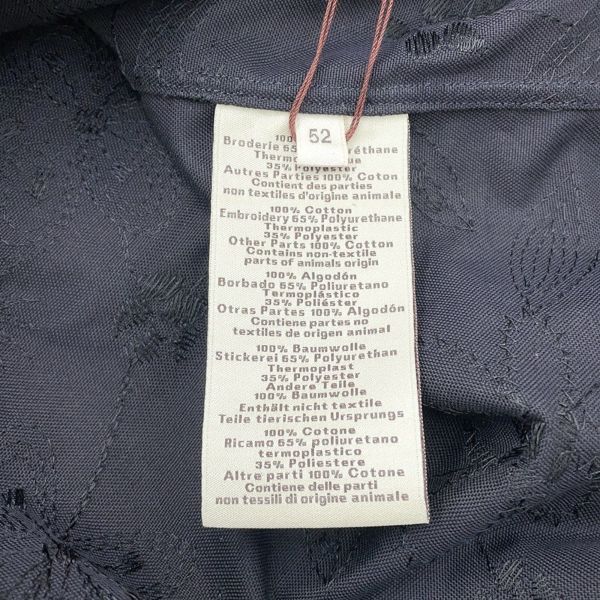 52
100%
Broderie 65%
Thermop
35% Polyester
Autres Parties 100% Coton
Contient des parties
non textiles d'origine animale
100% Cotton
Embroidery 65% Polyurethane
Thermoplastic
35% Polyester
Other Parts 100% Cotton
Contains non-textile
parts of animals origin
100% Algodón
Borbado 65% Poliuretano
Termoplástico
35% Poliéster
Otras Partes 100% Algodón
Contiene partes no
textiles de origen animal
100% Baumwolle
Stickerei 65% Polyurethan
Thermoplast
35% Polyester
Andere Teile
100% Baumwolle
Enthält nicht textile
Teile tierischen Ursprungs
100% Cotone
Ricamo 65% poliuretano
termoplastico
35% Poliestere
Altre parti 100% Cotone
Contiene delle parti
non tessili di origine animale